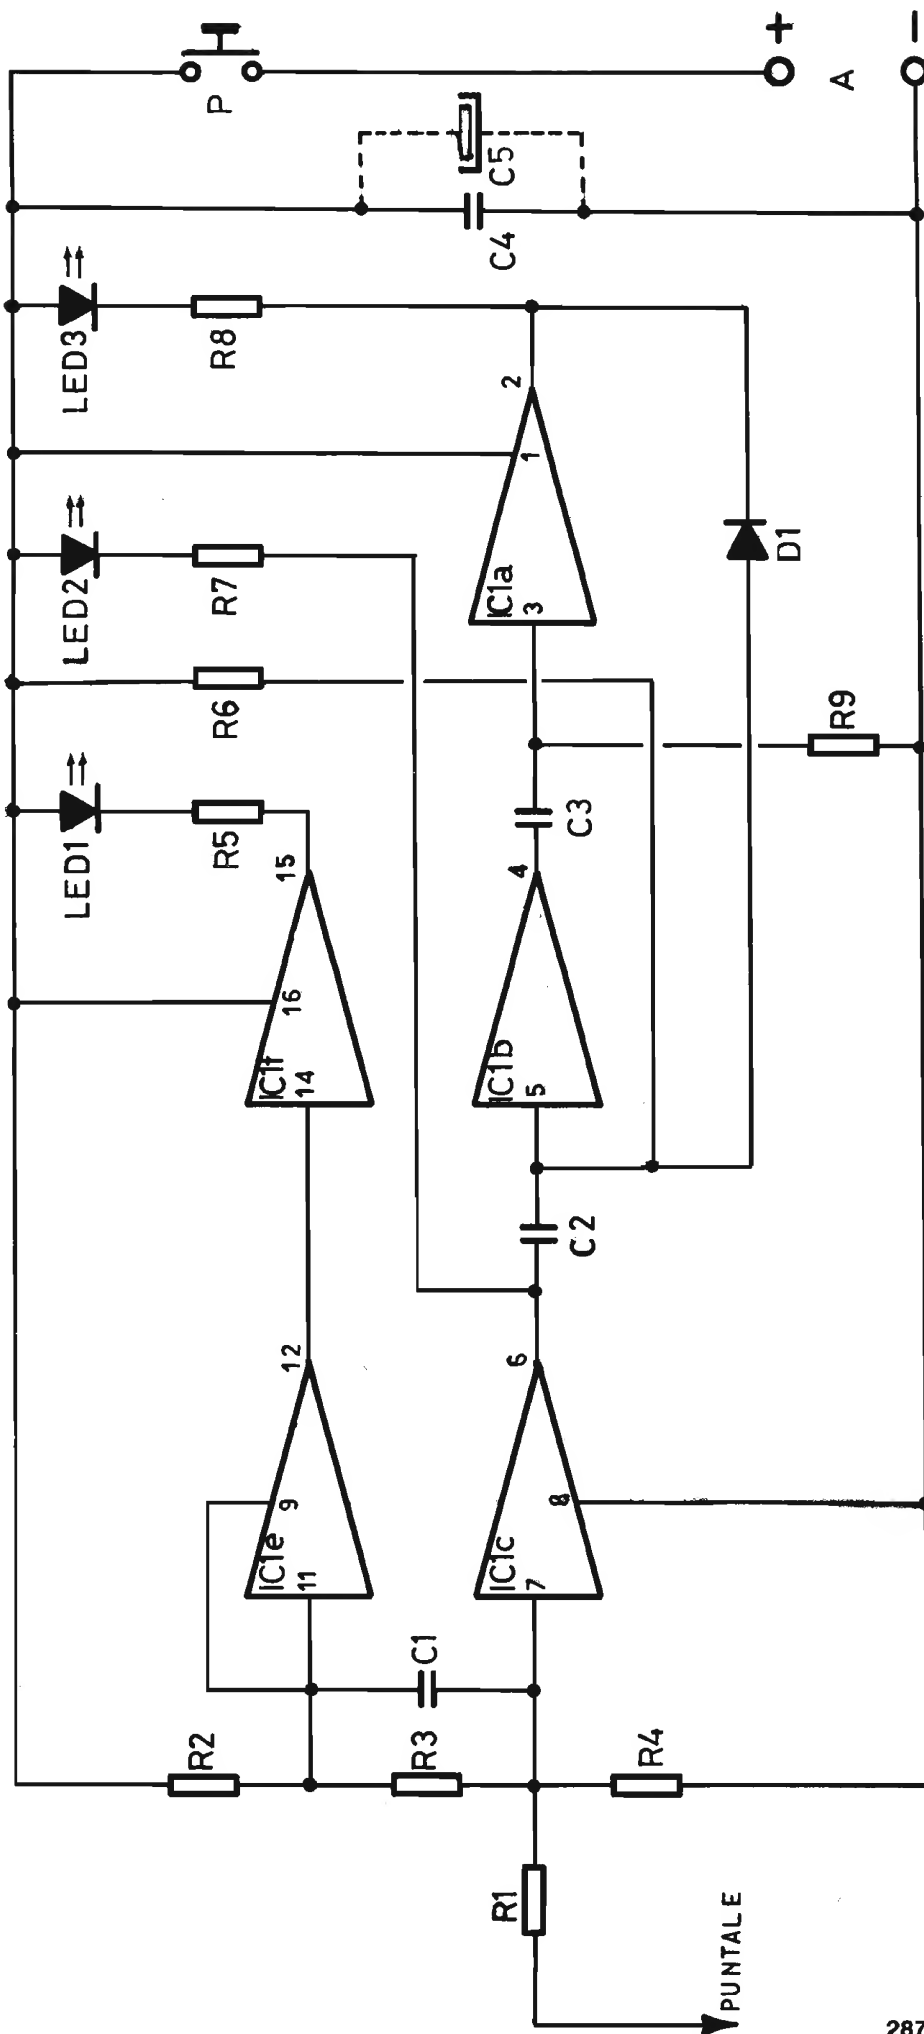 PUNTALE
R1
R2
R3
R4
C1
IC1e
11
9
12
IC1c
7
8
6
C2
IC1f
14
16
15
IC1b
5
4
C3
LED1
R5
R6
LED2
R7
IC1a
3
1
2
D1
R9
LED3
R8
C4
C5
P
+
A
−
287